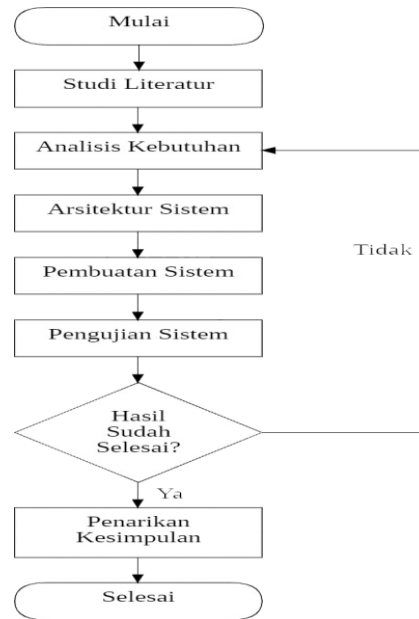 Mulai
Studi Literatur
Analisis Kebutuhan
Arsitektur Sistem
Tidak
Pembuatan Sistem
Pengujian Sistem
Hasil
Sudah
Selesai?
Ya
Penarikan
Kesimpulan
Selesai